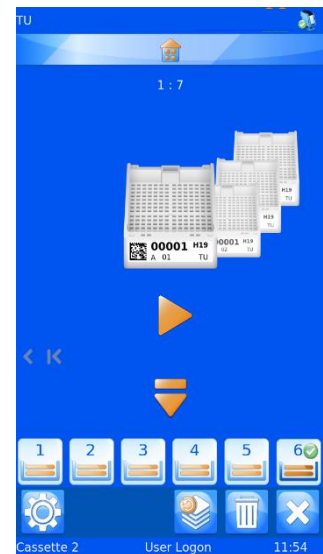 TU
1 : 7
H19
TU
H19
TU
00001 H19
A 01 TU
0001 H19
02 TU
1 2 3 4 5 6
Cassette 2 User Logon 11:54